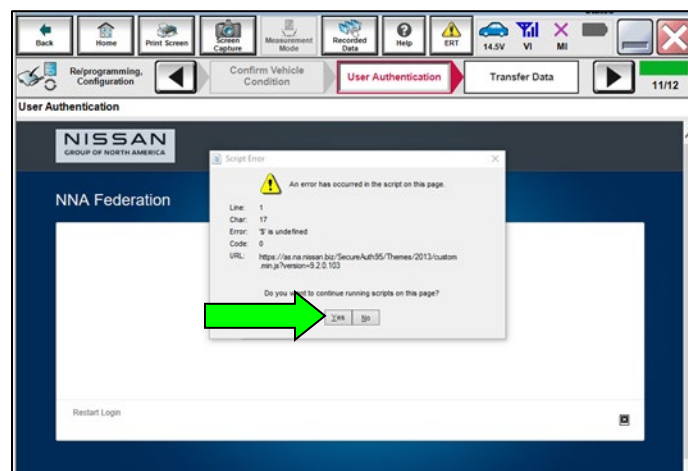 Back
Home
Print Screen
Screen
Capture
Measurement
Mode
Recorded
Data
Help
ERT
14.5V
VI
MI
Re/programming,
Configuration
Confirm Vehicle
Condition
User Authentication
Transfer Data
11/12
User Authentication
NISSAN
GROUP OF NORTH AMERICA
NNA Federation
Script Error
An error has occurred in the script on this page.
Line: 1
Char: 17
Error: '$' is undefined
Code: 0
URL: https://as.na.nissan.biz/SecureAuth95/Themes/2013/custom
.min.js?version=9.2.0.103
Do you want to continue running scripts on this page?
Yes
No
Restart Login